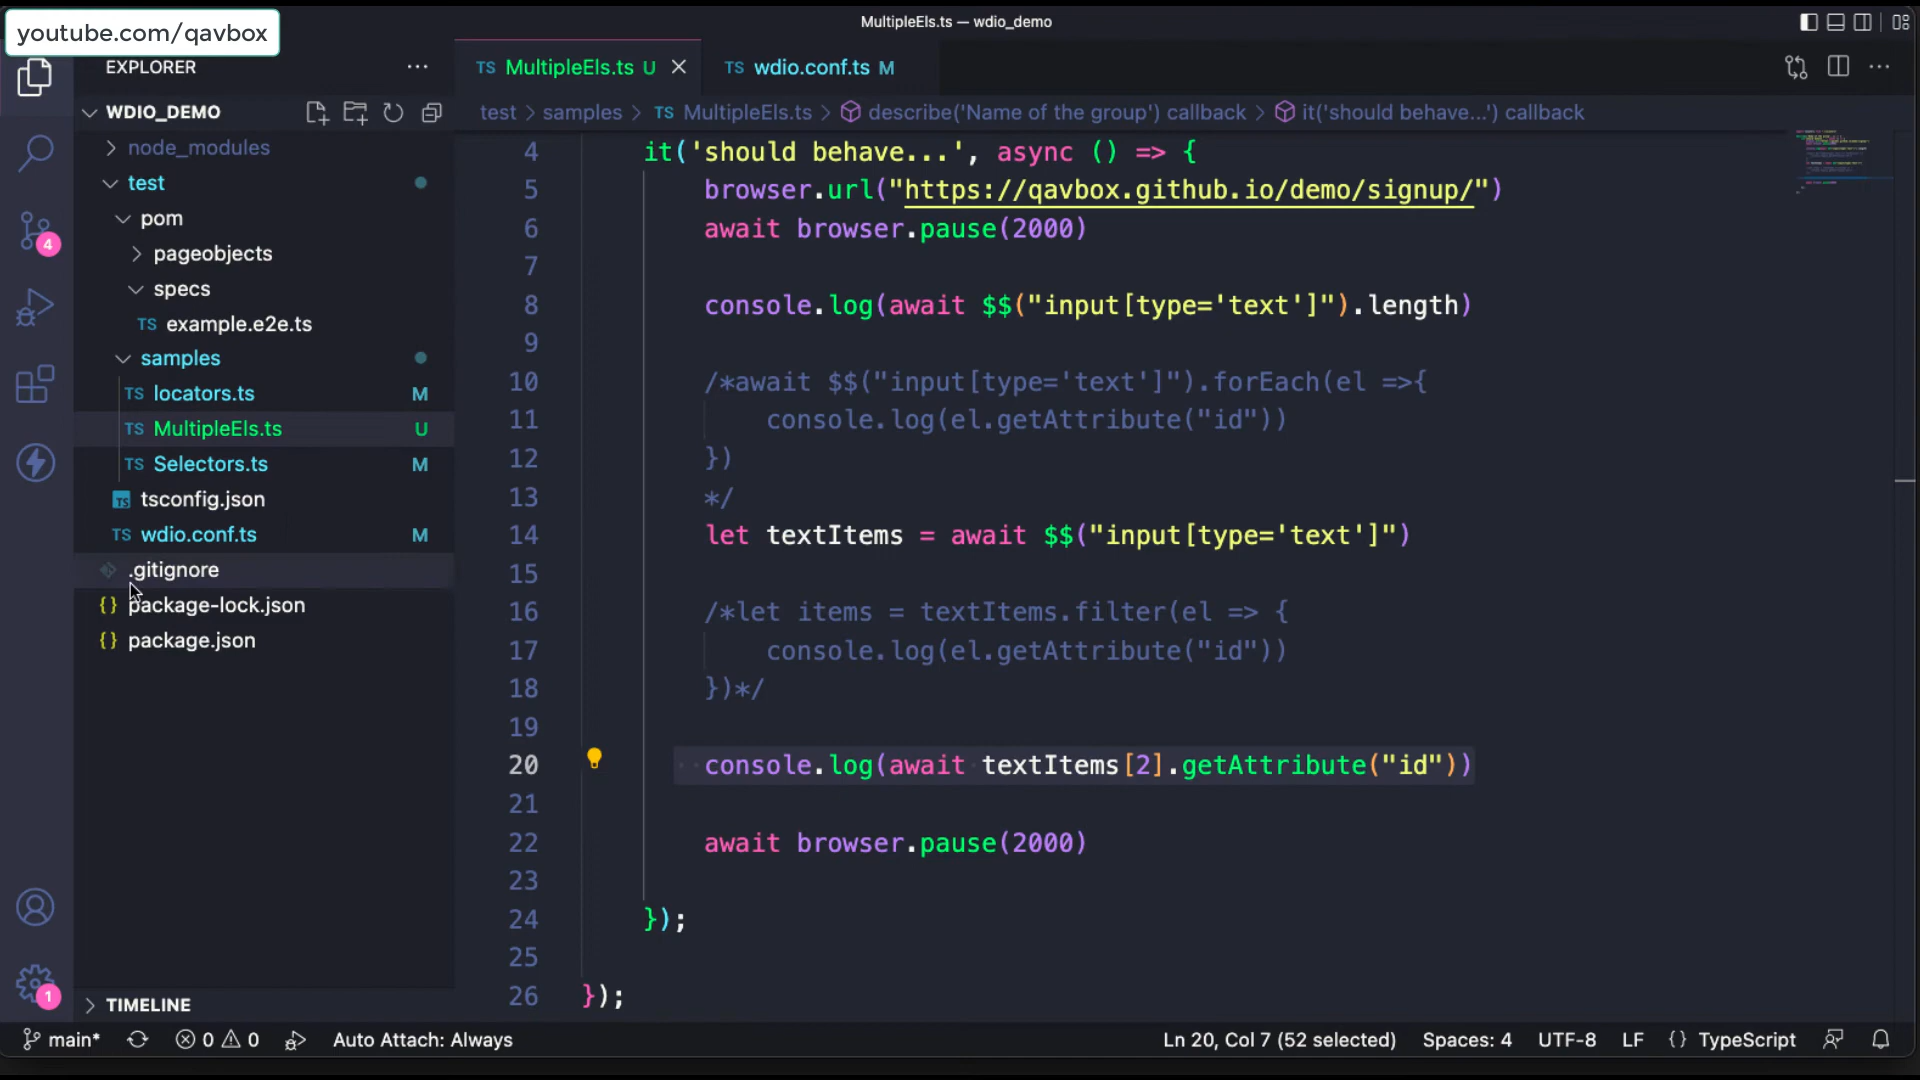 MultipleEls.ts — wdio_demo
youtube.com/qavbox
EXPLORER
WDIO_DEMO
node_modules
test
pom
pageobjects
specs
TS example.e2e.ts
samples
TS locators.ts M
TS MultipleEls.ts U
TS Selectors.ts M
TS tsconfig.json
TS wdio.conf.ts M
.gitignore
{} package-lock.json
{} package.json
TIMELINE
4
1
TS MultipleEls.ts U
TS wdio.conf.ts M
test > samples > TS MultipleEls.ts > describe('Name of the group') callback > it('should behave...') callback
4 it('should behave...', async () => {
5 browser.url("https://qavbox.github.io/demo/signup/")
6 await browser.pause(2000)
7
8 console.log(await $$("input[type='text']").length)
9
10 /*await $$("input[type='text']").forEach(el =>{
11 console.log(el.getAttribute("id"))
12 })
13 */
14 let textItems = await $$("input[type='text']")
15
16 /*let items = textItems.filter(el => {
17 console.log(el.getAttribute("id"))
18 })*/
19
20 console.log(await textItems[2].getAttribute("id"))
21
22 await browser.pause(2000)
23
24 });
25
26 });
main* 0 0 Auto Attach: Always Ln 20, Col 7 (52 selected) Spaces: 4 UTF-8 LF {} TypeScript